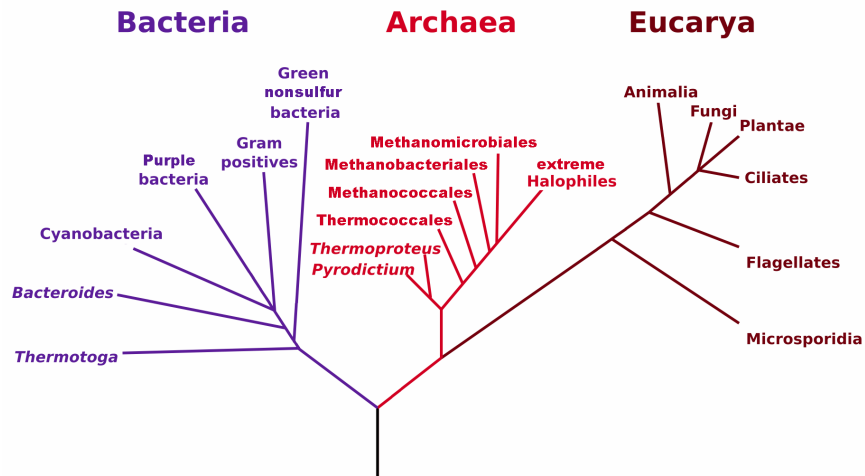 Bacteria
Archaea
Eucarya
Green
nonsulfur
bacteria
Gram
positives
Purple
bacteria
Cyanobacteria
Bacteroides
Thermotoga
Methanomicrobiales
Methanobacteriales
Methanococcales
Thermococcales
Thermoproteus
Pyrodictium
extreme
Halophiles
Animalia
Fungi
Plantae
Ciliates
Flagellates
Microsporidia